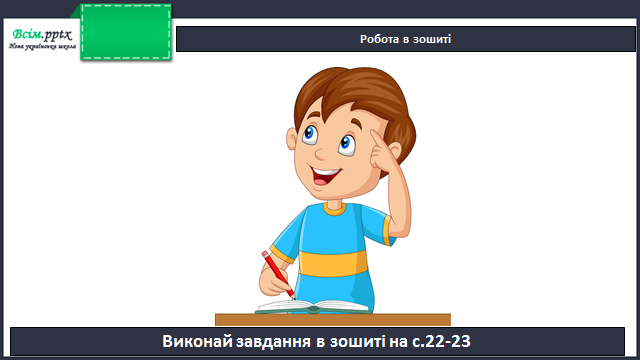 Всім.pptx
Нова українська школа
Робота в зошиті
Виконай завдання в зошиті на с.22-23